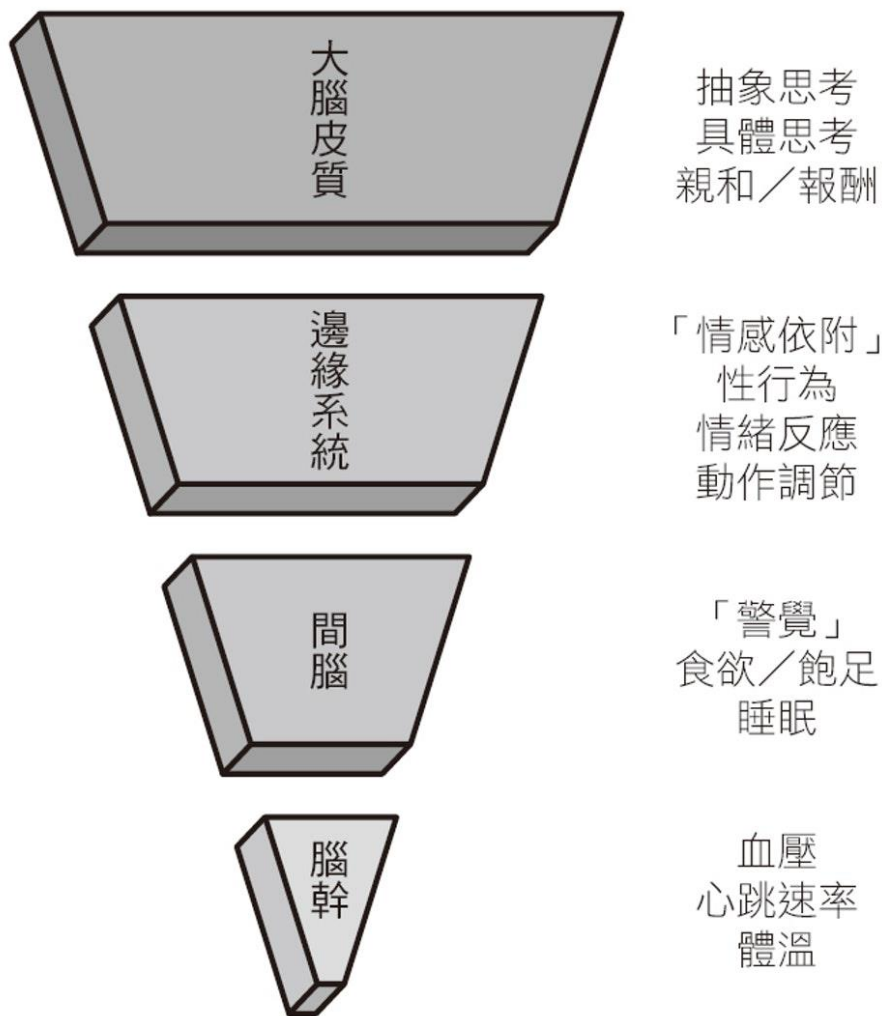 大腦皮質
抽象思考
具體思考
親和／報酬
邊緣系統
「情感依附」
性行為
情緒反應
動作調節
間腦
「警覺」
食欲／飽足
睡眠
腦幹
血壓
心跳速率
體溫